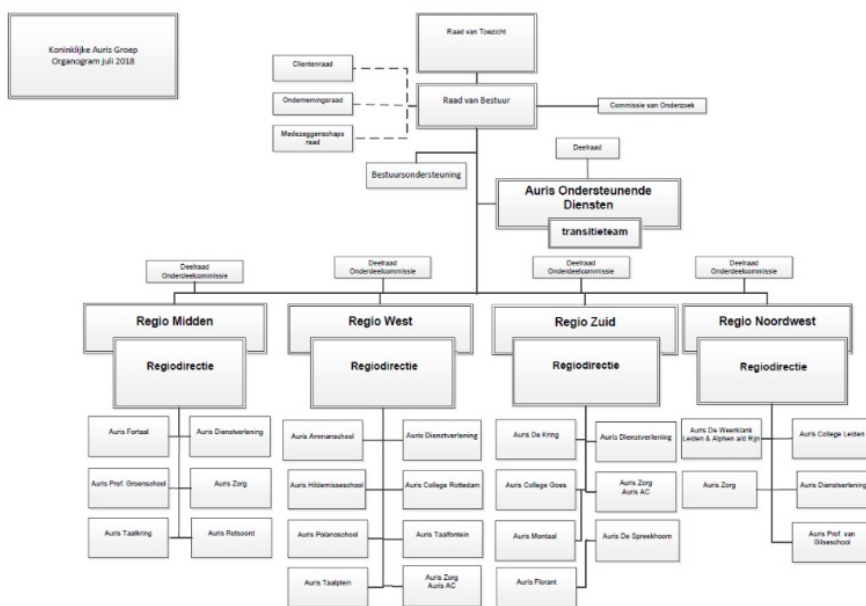 Koninklijke Auris Groep
Organogram juli 2018
Raad van Toezicht
Cliëntenraad
Ondernemingsraad
Medezeggenschaps
raad
Raad van Bestuur
Commissie van Onderzoek
Bestuursondersteuning
Deelraad
Auris Ondersteunende
Diensten
transitieteam
Deelraad
Onderdeelcommissie
Deelraad
Onderdeelcommissie
Deelraad
Onderdeelcommissie
Deelraad
Onderdeelcommissie
Regio Midden
Regio West
Regio Zuid
Regio Noordwest
Regiodirectie
Regiodirectie
Regiodirectie
Regiodirectie
Auris Fortaal
Auris Dienstverlening
Auris Prof. Groenschool
Auris Zorg
Auris Taalkring
Auris Rotsoord
Auris Ammanschool
Auris Dienstverlening
Auris Hildernisseschool
Auris College Rotterdam
Auris Polanoschool
Auris Taalfontein
Auris Taalplein
Auris Zorg
Auris AC
Auris De Kring
Auris Dienstverlening
Auris College Goes
Auris Zorg
Auris AC
Auris Montaal
Auris De Spreekhoorn
Auris Florant
Auris De Weerklank
Leiden & Alphen a/d Rijn
Auris College Leiden
Auris Zorg
Auris Dienstverlening
Auris Prof. van
Gilseschool